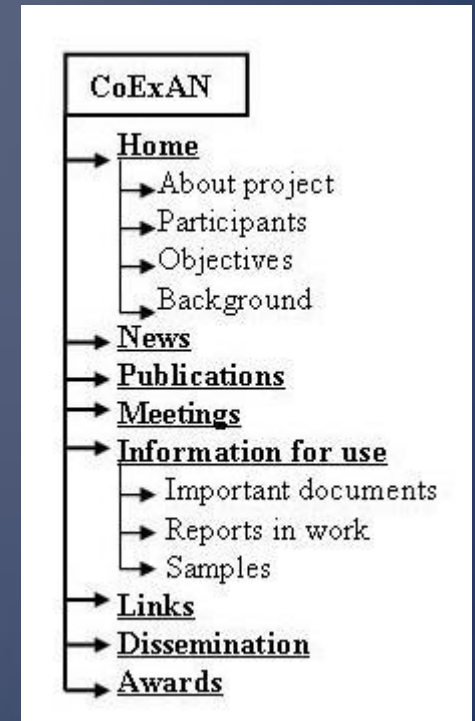 CoExAN
Home
About project
Participants
Objectives
Background
News
Publications
Meetings
Information for use
Important documents
Reports in work
Samples
Links
Dissemination
Awards